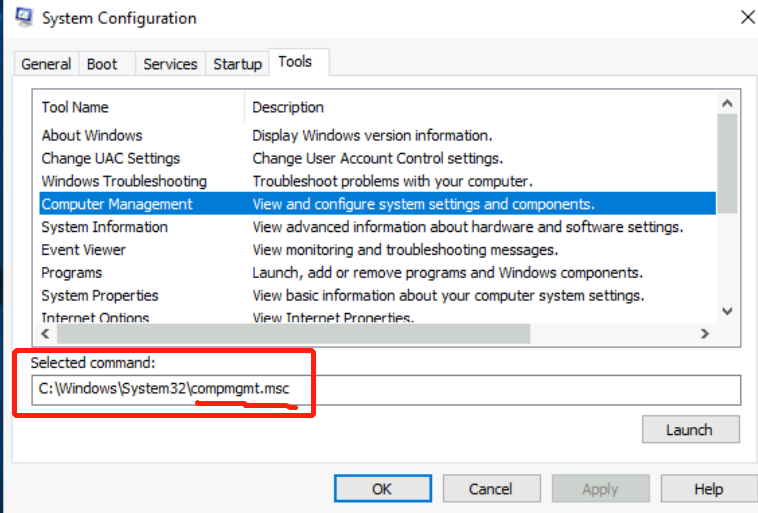 System Configuration
General Boot Services Startup Tools
Tool Name Description
About Windows Display Windows version information.
Change UAC Settings Change User Account Control settings.
Windows Troubleshooting Troubleshoot problems with your computer.
Computer Management View and configure system settings and components.
System Information View advanced information about hardware and software settings.
Event Viewer View monitoring and troubleshooting messages.
Programs Launch, add or remove programs and Windows components.
System Properties View basic information about your computer system settings.
Internet Options View Internet Properties.
Selected command:
C:\Windows\System32\compmgmt.msc
Launch
OK Cancel Apply Help